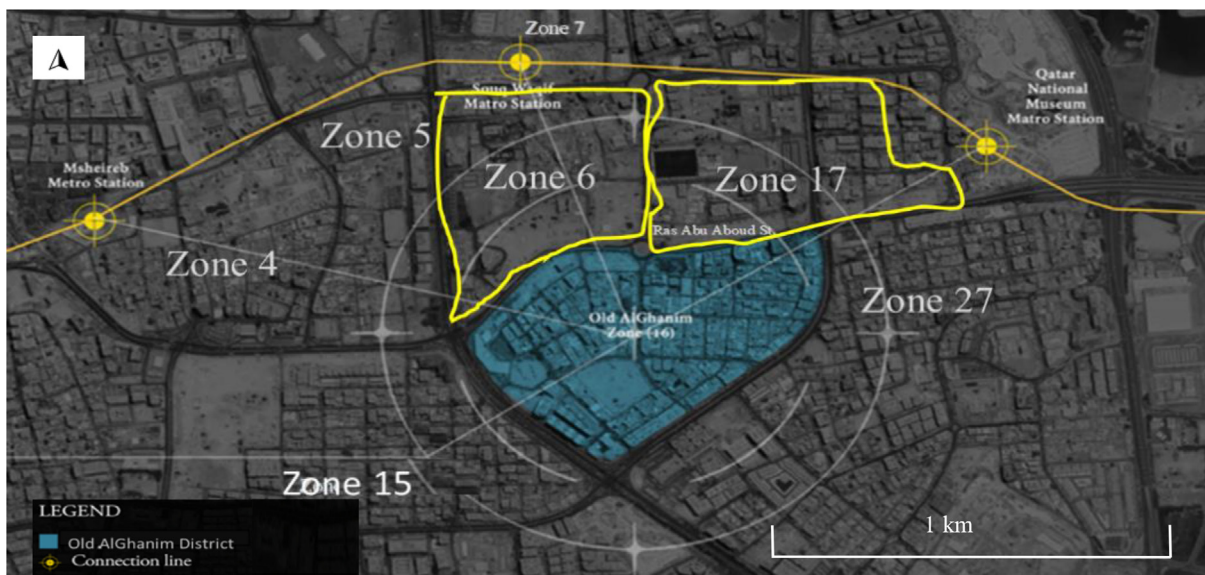 Zone 7
Souq Waqif
Matro Station
Qatar
National
Museum
Matro Station
Zone 5
Msheireb
Metro Station
Zone 6
Zone 17
Ras Abu Aboud St.
Zone 4
Zone 27
Old AlGhanim
Zone (16)
Zone 15
LEGEND
Old AlGhanim District
Connection line
1 km